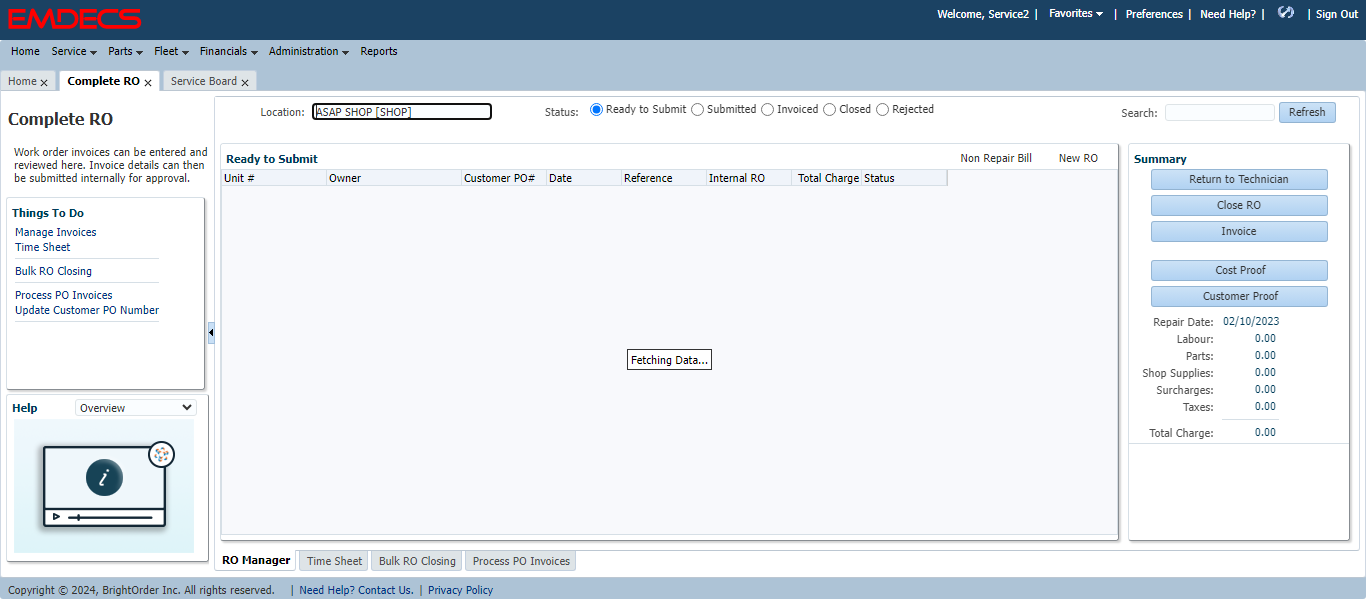 EMDECS
Welcome, Service2 | Favorites | Preferences | Need Help? | | Sign Out
Home Service Parts Fleet Financials Administration Reports
Home x Complete RO x Service Board x
Complete RO
Work order invoices can be entered and
reviewed here. Invoice details can then
be submitted internally for approval.
Things To Do
Manage Invoices
Time Sheet
Bulk RO Closing
Process PO Invoices
Update Customer PO Number
Help Overview
i
Location: ASAP SHOP [SHOP] Status: Ready to Submit Submitted Invoiced Closed Rejected Search: Refresh
Ready to Submit Non Repair Bill New RO
Unit # Owner Customer PO# Date Reference Internal RO Total Charge Status
Fetching Data...
Summary
Return to Technician
Close RO
Invoice
Cost Proof
Customer Proof
Repair Date: 02/10/2023
Labour: 0.00
Parts: 0.00
Shop Supplies: 0.00
Surcharges: 0.00
Taxes: 0.00
Total Charge: 0.00
RO Manager Time Sheet Bulk RO Closing Process PO Invoices
Copyright © 2024, BrightOrder Inc. All rights reserved. | Need Help? Contact Us. | Privacy Policy